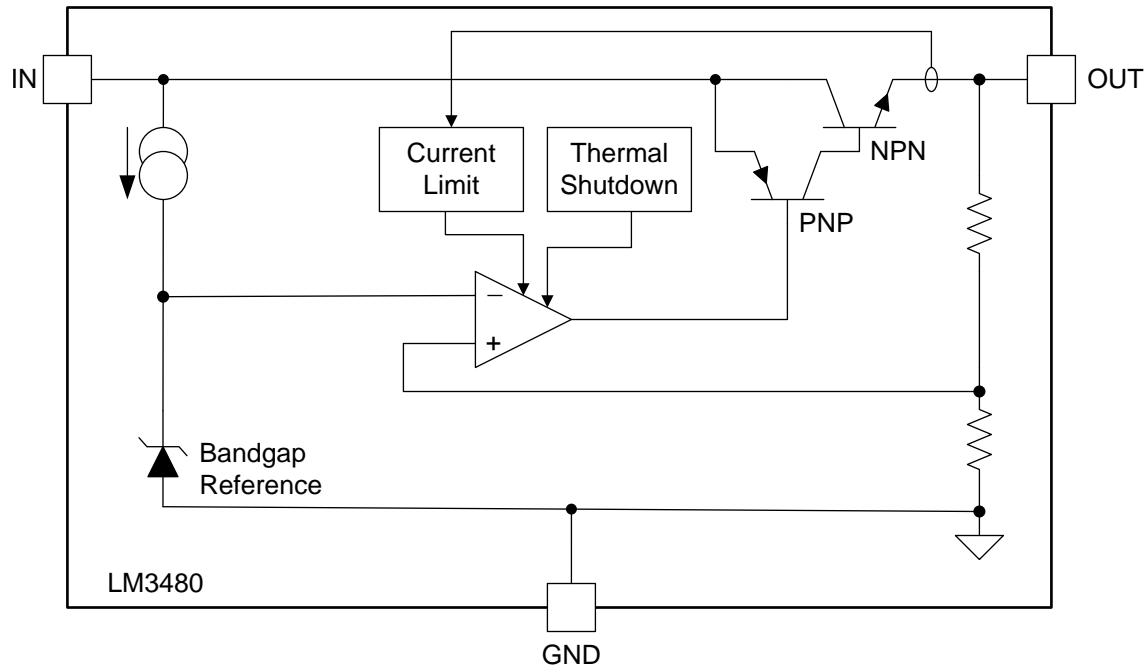 IN
OUT
Current
Limit
Thermal
Shutdown
NPN
PNP
−
+
Bandgap
Reference
LM3480
GND